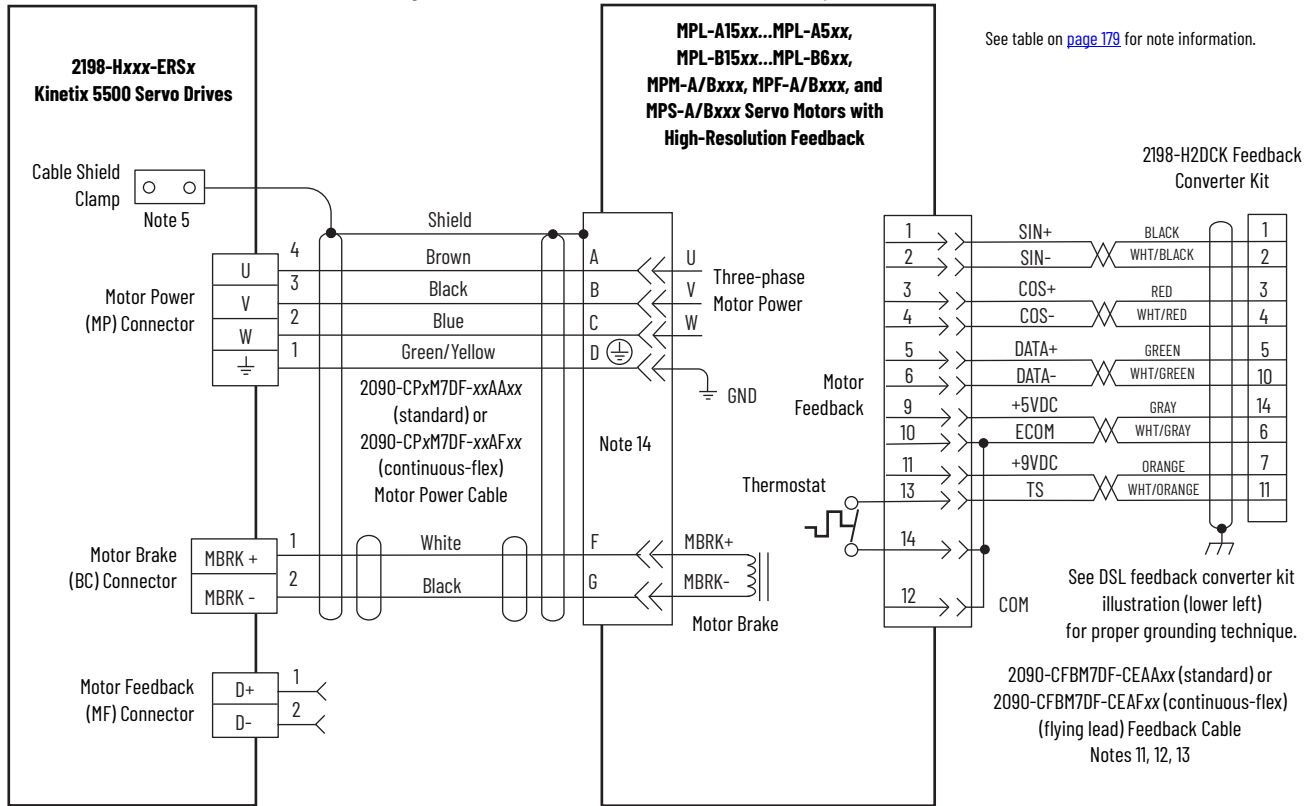 2198-Hxxx-ERSx
Kinetix 5500 Servo Drives
MPL-A15xx...MPL-A5xx,
MPL-B15xx...MPL-B6xx,
MPM-A/Bxxx, MPF-A/Bxxx, and
MPS-A/Bxxx Servo Motors with
High-Resolution Feedback
See table on page 179 for note information.
Cable Shield
Clamp
Note 5
Motor Power
(MP) Connector
U
V
W
4
3
2
1
Shield
Brown
Black
Blue
Green/Yellow
2090-CPxM7DF-xxAAxx
(standard) or
2090-CPxM7DF-xxAFxx
(continuous-flex)
Motor Power Cable
A
B
C
D
U
V
W
Three-phase
Motor Power
GND
Note 14
Motor Brake
(BC) Connector
MBRK +
MBRK -
1
2
White
Black
F
G
MBRK+
MBRK-
Motor Brake
Motor Feedback
(MF) Connector
D+
D-
1
2
Motor
Feedback
Thermostat
2198-H2DCK Feedback
Converter Kit
1 SIN+ BLACK 1
2 SIN- WHT/BLACK 2
3 COS+ RED 3
4 COS- WHT/RED 4
5 DATA+ GREEN 5
6 DATA- WHT/GREEN 10
9 +5VDC GRAY 14
10 ECOM WHT/GRAY 6
11 +9VDC ORANGE 7
13 TS WHT/ORANGE 11
14
12 COM
See DSL feedback converter kit
illustration (lower left)
for proper grounding technique.
2090-CFBM7DF-CEAAxx (standard) or
2090-CFBM7DF-CEAFxx (continuous-flex)
(flying lead) Feedback Cable
Notes 11, 12, 13